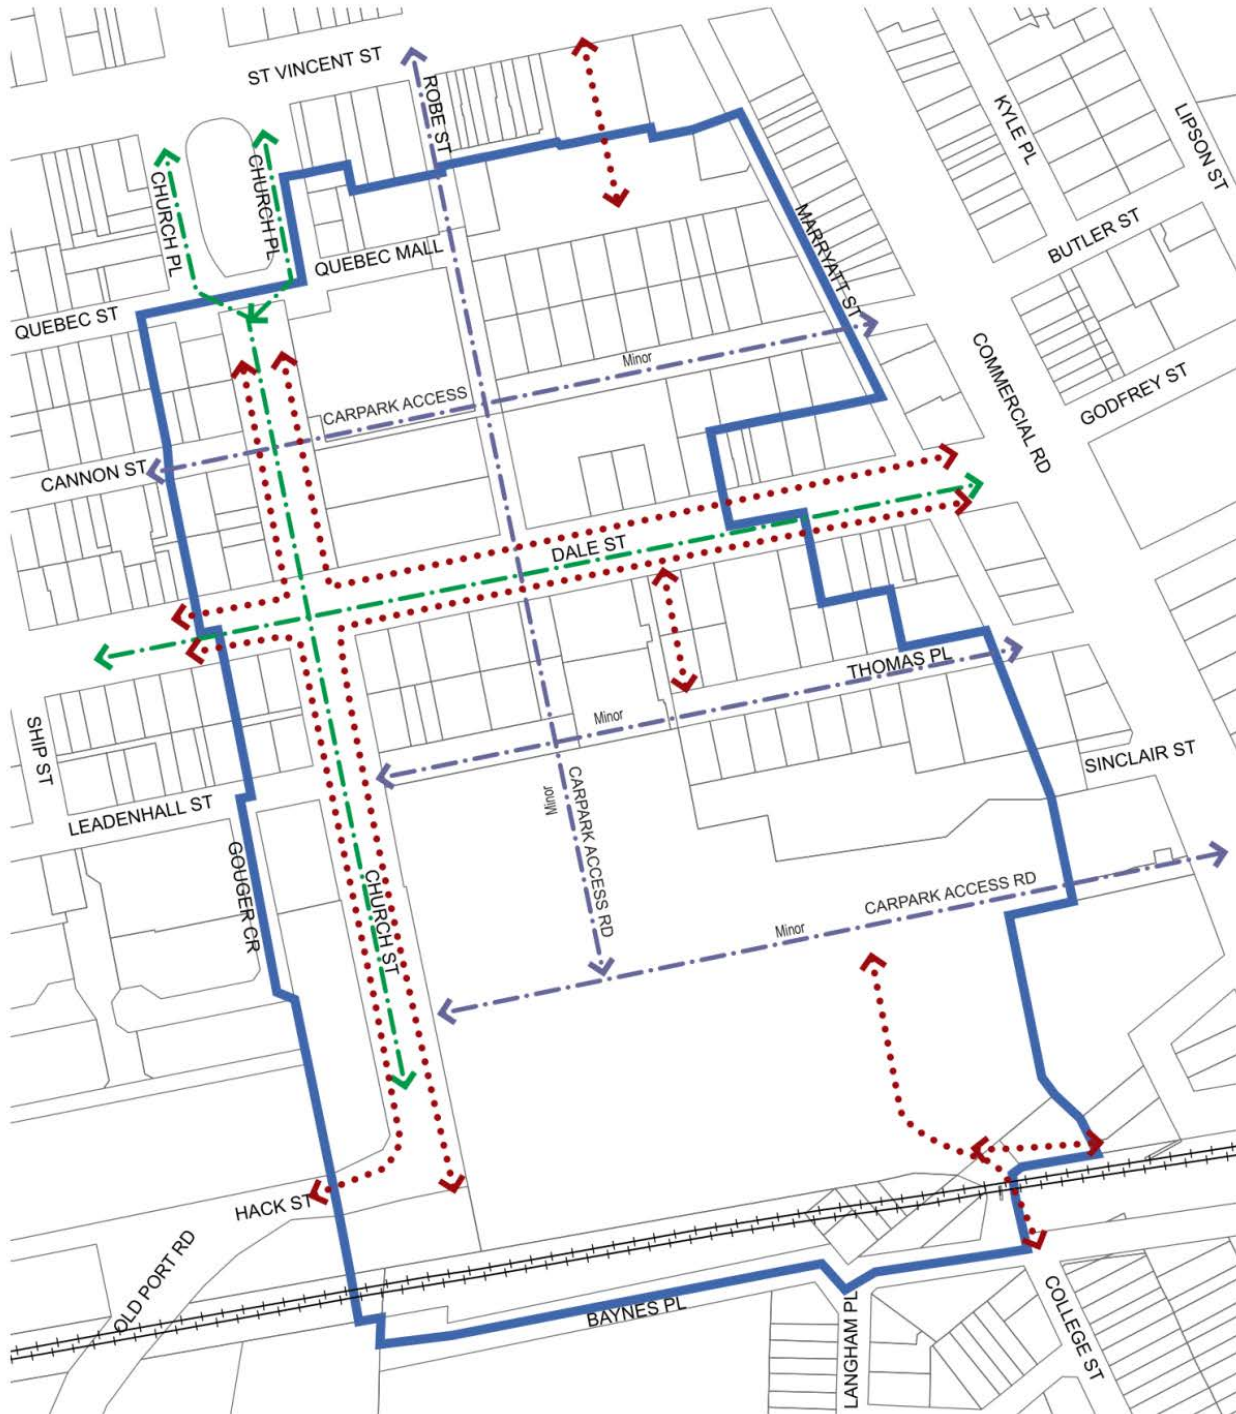 ST VINCENT ST
ROBE ST
KYLE PL
LIPSON ST
CHURCH PL
CHURCH PL
QUEBEC MALL
MARRYATT ST
BUTLER ST
QUEBEC ST
COMMERCIAL RD
GODFREY ST
Minor
CARPARK ACCESS
CANNON ST
DALE ST
THOMAS PL
SHIP ST
Minor
SINCLAIR ST
LEADENHALL ST
CARPARK ACCESS RD
Minor
GOUGER CR
CHURCH ST
CARPARK ACCESS RD
Minor
HACK ST
OLD PORT RD
BAYNES PL
LANGHAM PL
COLLEGE ST